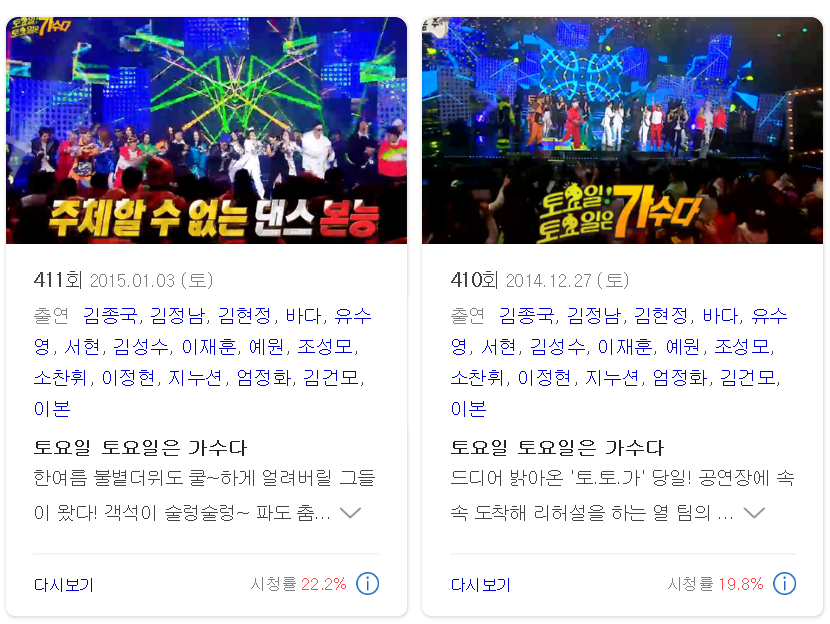 토요일!
토요일은 가수다
주체할 수 없는 댄스 본능
411회 2015.01.03 (토)
출연 김종국, 김정남, 김현정, 바다, 유수
영, 서현, 김성수, 이재훈, 예원, 조성모,
소찬휘, 이정현, 지누션, 엄정화, 김건모,
이본
토요일 토요일은 가수다
한여름 불볕더위도 쿨~하게 얼려버릴 그들
이 왔다! 객석이 술렁술렁~ 파도 춤...
다시보기 시청률 22.2%
토요일!
토요일은 가수다
410회 2014.12.27 (토)
출연 김종국, 김정남, 김현정, 바다, 유수
영, 서현, 김성수, 이재훈, 예원, 조성모,
소찬휘, 이정현, 지누션, 엄정화, 김건모,
이본
토요일 토요일은 가수다
드디어 밝아온 '토.토.가' 당일! 공연장에 속
속 도착해 리허설을 하는 열 팀의 ...
다시보기 시청률 19.8%